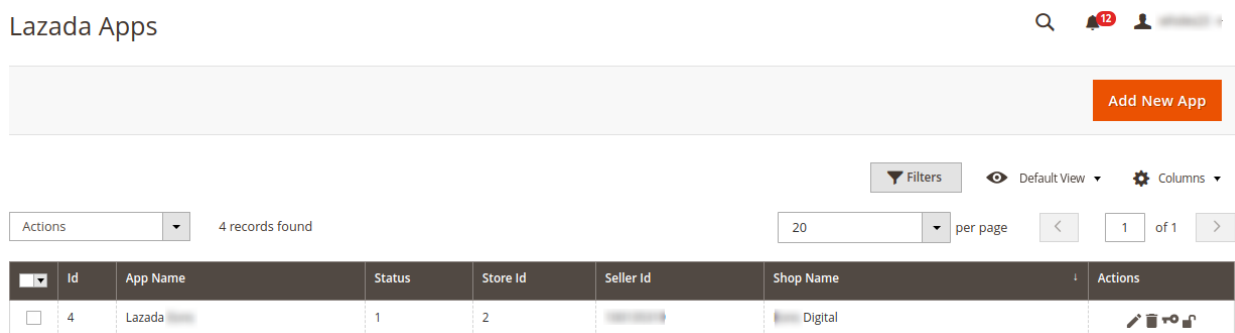 Lazada Apps
12
Add New App
Filters
Default View
Columns
Actions
4 records found
20
per page
1
of 1
Id
App Name
Status
Store Id
Seller Id
Shop Name
Actions
4
Lazada
1
2
Digital